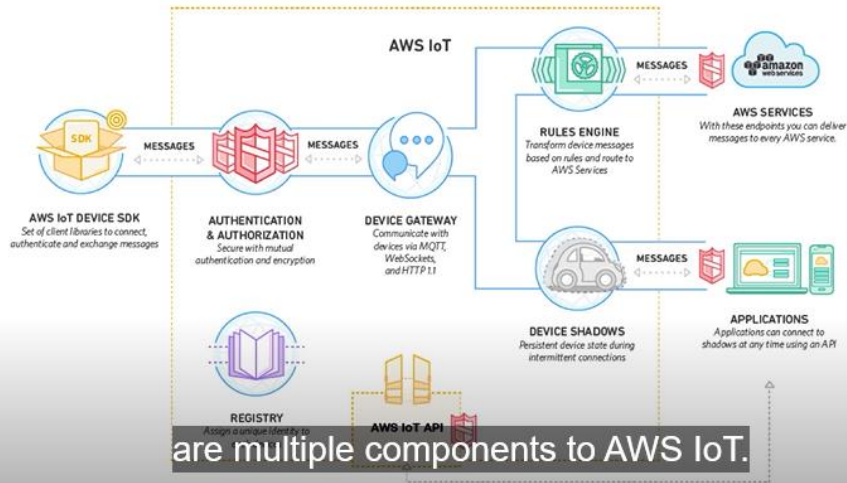 AWS IoT
SDK
MESSAGES
MESSAGES
MESSAGES
amazon
web services
AWS IoT DEVICE SDK
Set of client libraries to connect,
authenticate and exchange messages
AUTHENTICATION
& AUTHORIZATION
Secure with mutual
authentication and encryption
DEVICE GATEWAY
Communicate with
devices via MQTT,
WebSockets,
and HTTP 1.1
RULES ENGINE
Transform device messages
based on rules and route to
AWS Services
AWS SERVICES
With these endpoints you can deliver
messages to every AWS service.
MESSAGES
DEVICE SHADOWS
Persistent device state during
intermittent connections
APPLICATIONS
Applications can connect to
shadows at any time using an API
REGISTRY
Assign a unique identity to
AWS IoT API
are multiple components to AWS IoT.